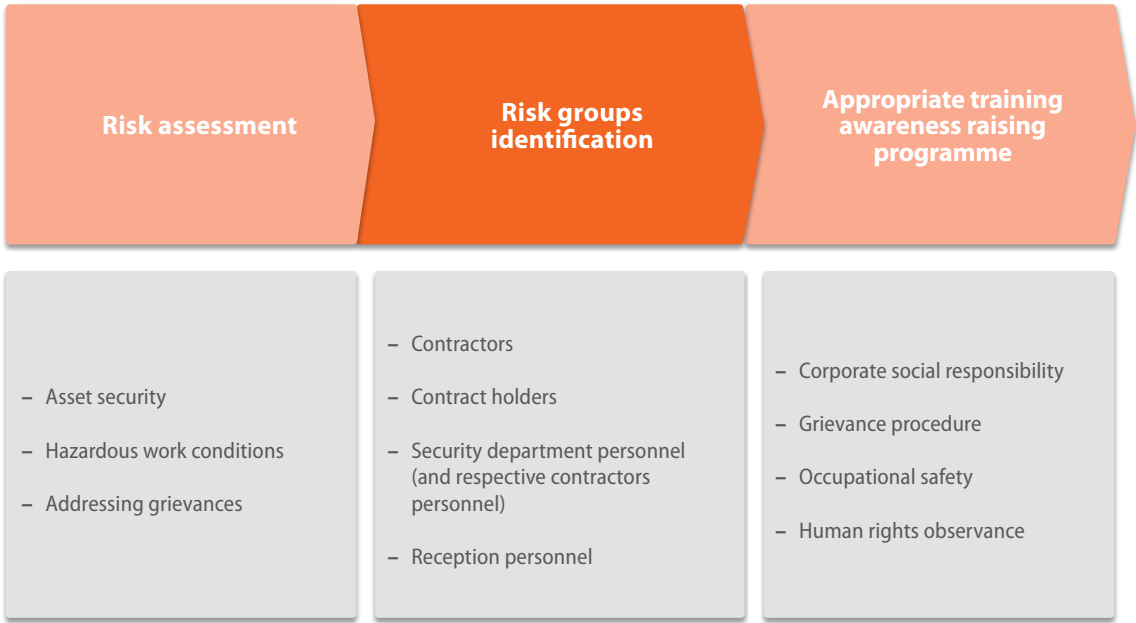 Risk assessment
Risk groups
identification
Appropriate training
awareness raising
programme
– Asset security
– Hazardous work conditions
– Addressing grievances
– Contractors
– Contract holders
– Security department personnel
(and respective contractors
personnel)
– Reception personnel
– Corporate social responsibility
– Grievance procedure
– Occupational safety
– Human rights observance